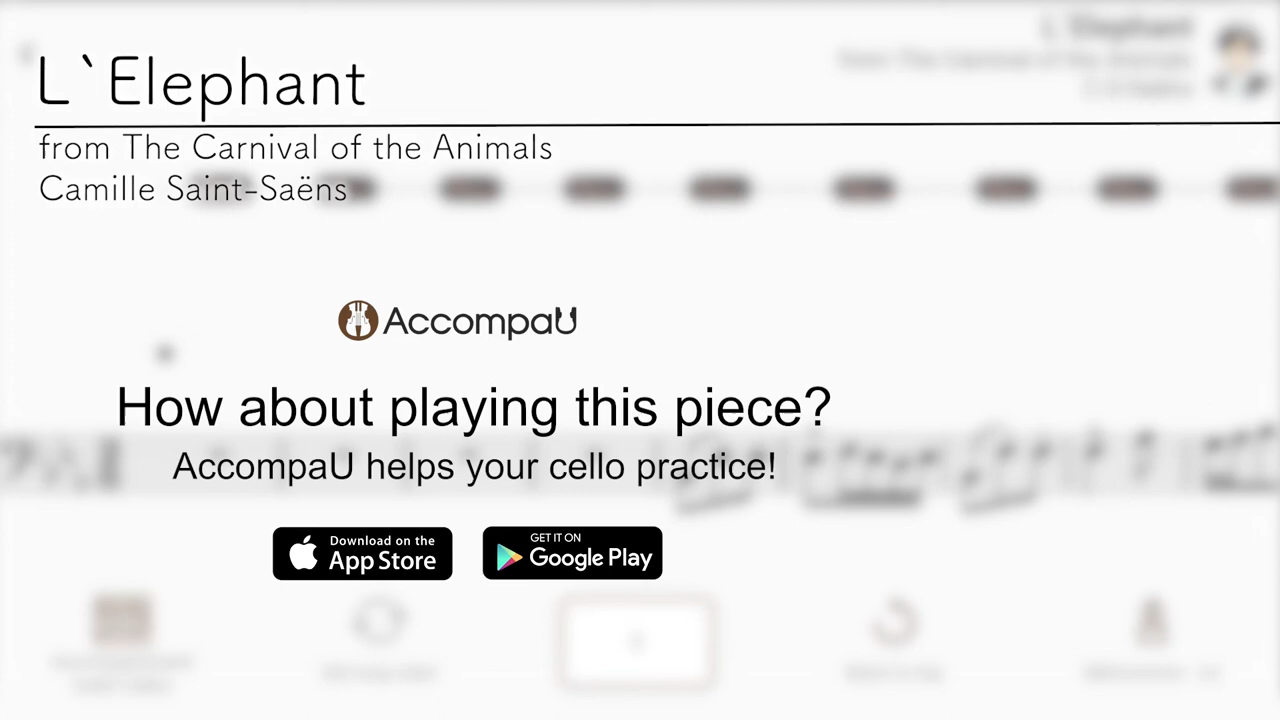 L`Elephant
from The Carnival of the Animals
Camille Saint-Saëns
AccompaU
How about playing this piece?
AccompaU helps your cello practice!
Download on the
App Store
GET IT ON
Google Play